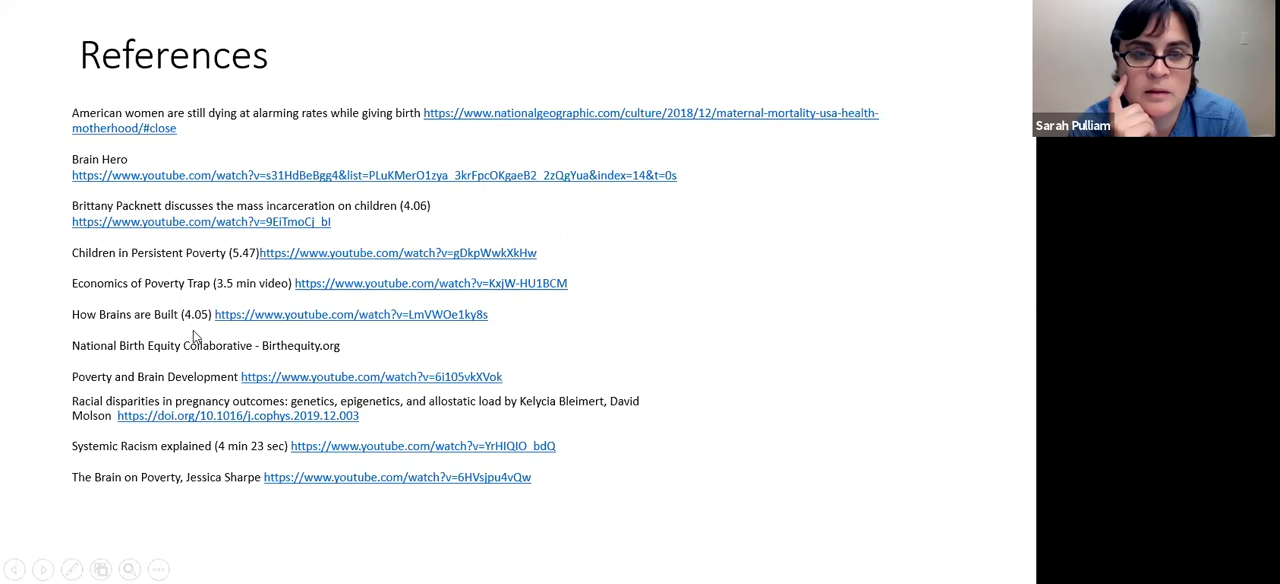 References
American women are still dying at alarming rates while giving birth https://www.nationalgeographic.com/culture/2018/12/maternal-mortality-usa-health-
motherhood/#close
Brain Hero
https://www.youtube.com/watch?v=s31HdBeBgg4&list=PLuKMerO1zya_3krFpcOKgaeB2_2zQgYua&index=14&t=0s
Brittany Packnett discusses the mass incarceration on children (4.06)
https://www.youtube.com/watch?v=9EiTmoCj_bI
Children in Persistent Poverty (5.47)https://www.youtube.com/watch?v=gDkpWwkXkHw
Economics of Poverty Trap (3.5 min video) https://www.youtube.com/watch?v=KxjW-HU1BCM
How Brains are Built (4.05) https://www.youtube.com/watch?v=LmVWOe1ky8s
National Birth Equity Collaborative - Birthequity.org
Poverty and Brain Development https://www.youtube.com/watch?v=6i105vkXVok
Racial disparities in pregnancy outcomes: genetics, epigenetics, and allostatic load by Kelycia Bleimert, David
Molson https://doi.org/10.1016/j.cophys.2019.12.003
Systemic Racism explained (4 min 23 sec) https://www.youtube.com/watch?v=YrHIQIO_bdQ
The Brain on Poverty, Jessica Sharpe https://www.youtube.com/watch?v=6HVsjpu4vQw
Sarah Pulliam